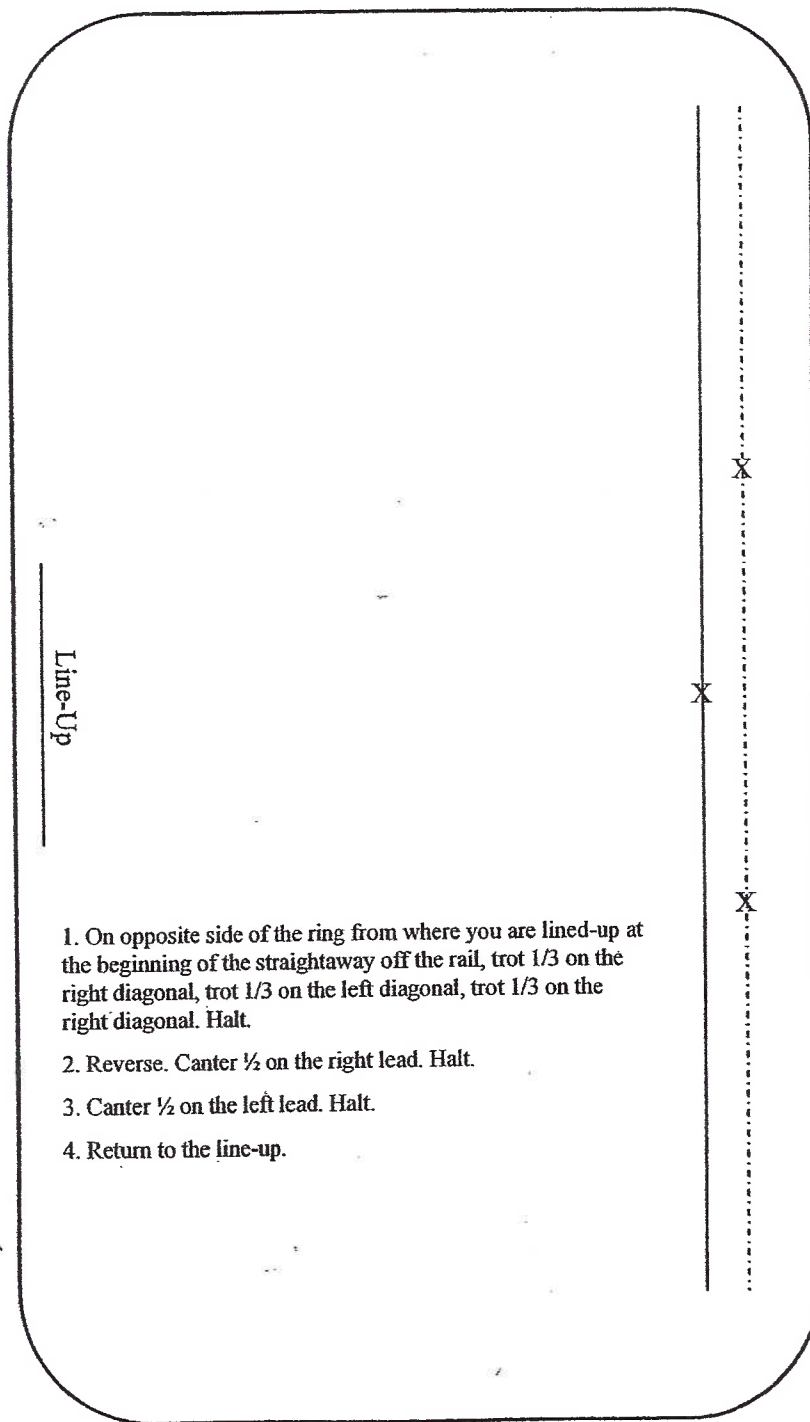 X
X
X
Line-Up
1. On opposite side of the ring from where you are lined-up at
the beginning of the straightaway off the rail, trot 1/3 on the
right diagonal, trot 1/3 on the left diagonal, trot 1/3 on the
right diagonal. Halt.
2. Reverse. Canter ½ on the right lead. Halt.
3. Canter ½ on the left lead. Halt.
4. Return to the line-up.